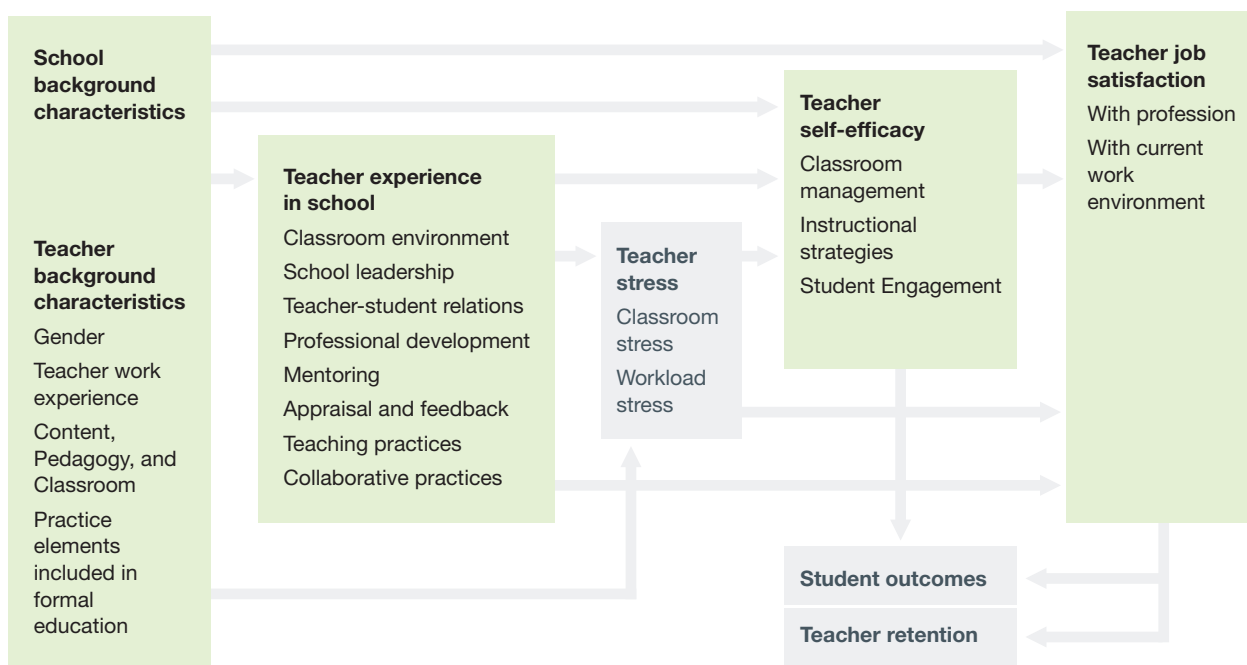 School
background
characteristics
Teacher
background
characteristics
Gender
Teacher work
experience
Content,
Pedagogy, and
Classroom
Practice
elements
included in
formal
education
Teacher experience
in school
Classroom environment
School leadership
Teacher-student relations
Professional development
Mentoring
Appraisal and feedback
Teaching practices
Collaborative practices
Teacher
stress
Classroom
stress
Workload
stress
Teacher
self-efficacy
Classroom
management
Instructional
strategies
Student Engagement
Teacher job
satisfaction
With profession
With current
work
environment
Student outcomes
Teacher retention